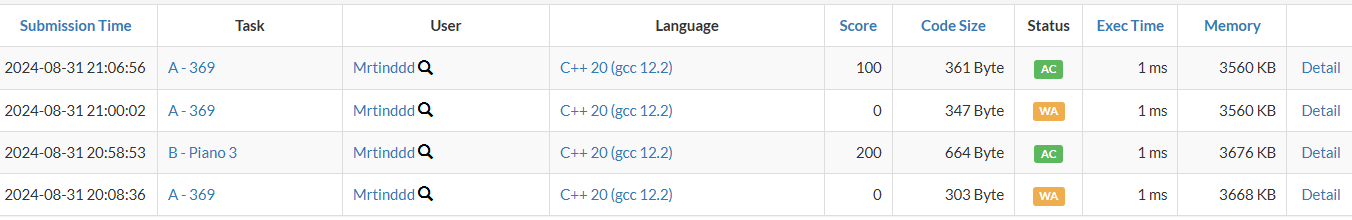 Submission Time Task User Language Score Code Size Status Exec Time Memory
2024-08-31 21:06:56 A - 369 Mrtinddd C++ 20 (gcc 12.2) 100 361 Byte AC 1 ms 3560 KB Detail
2024-08-31 21:00:02 A - 369 Mrtinddd C++ 20 (gcc 12.2) 0 347 Byte WA 1 ms 3560 KB Detail
2024-08-31 20:58:53 B - Piano 3 Mrtinddd C++ 20 (gcc 12.2) 200 664 Byte AC 1 ms 3676 KB Detail
2024-08-31 20:08:36 A - 369 Mrtinddd C++ 20 (gcc 12.2) 0 303 Byte WA 1 ms 3668 KB Detail